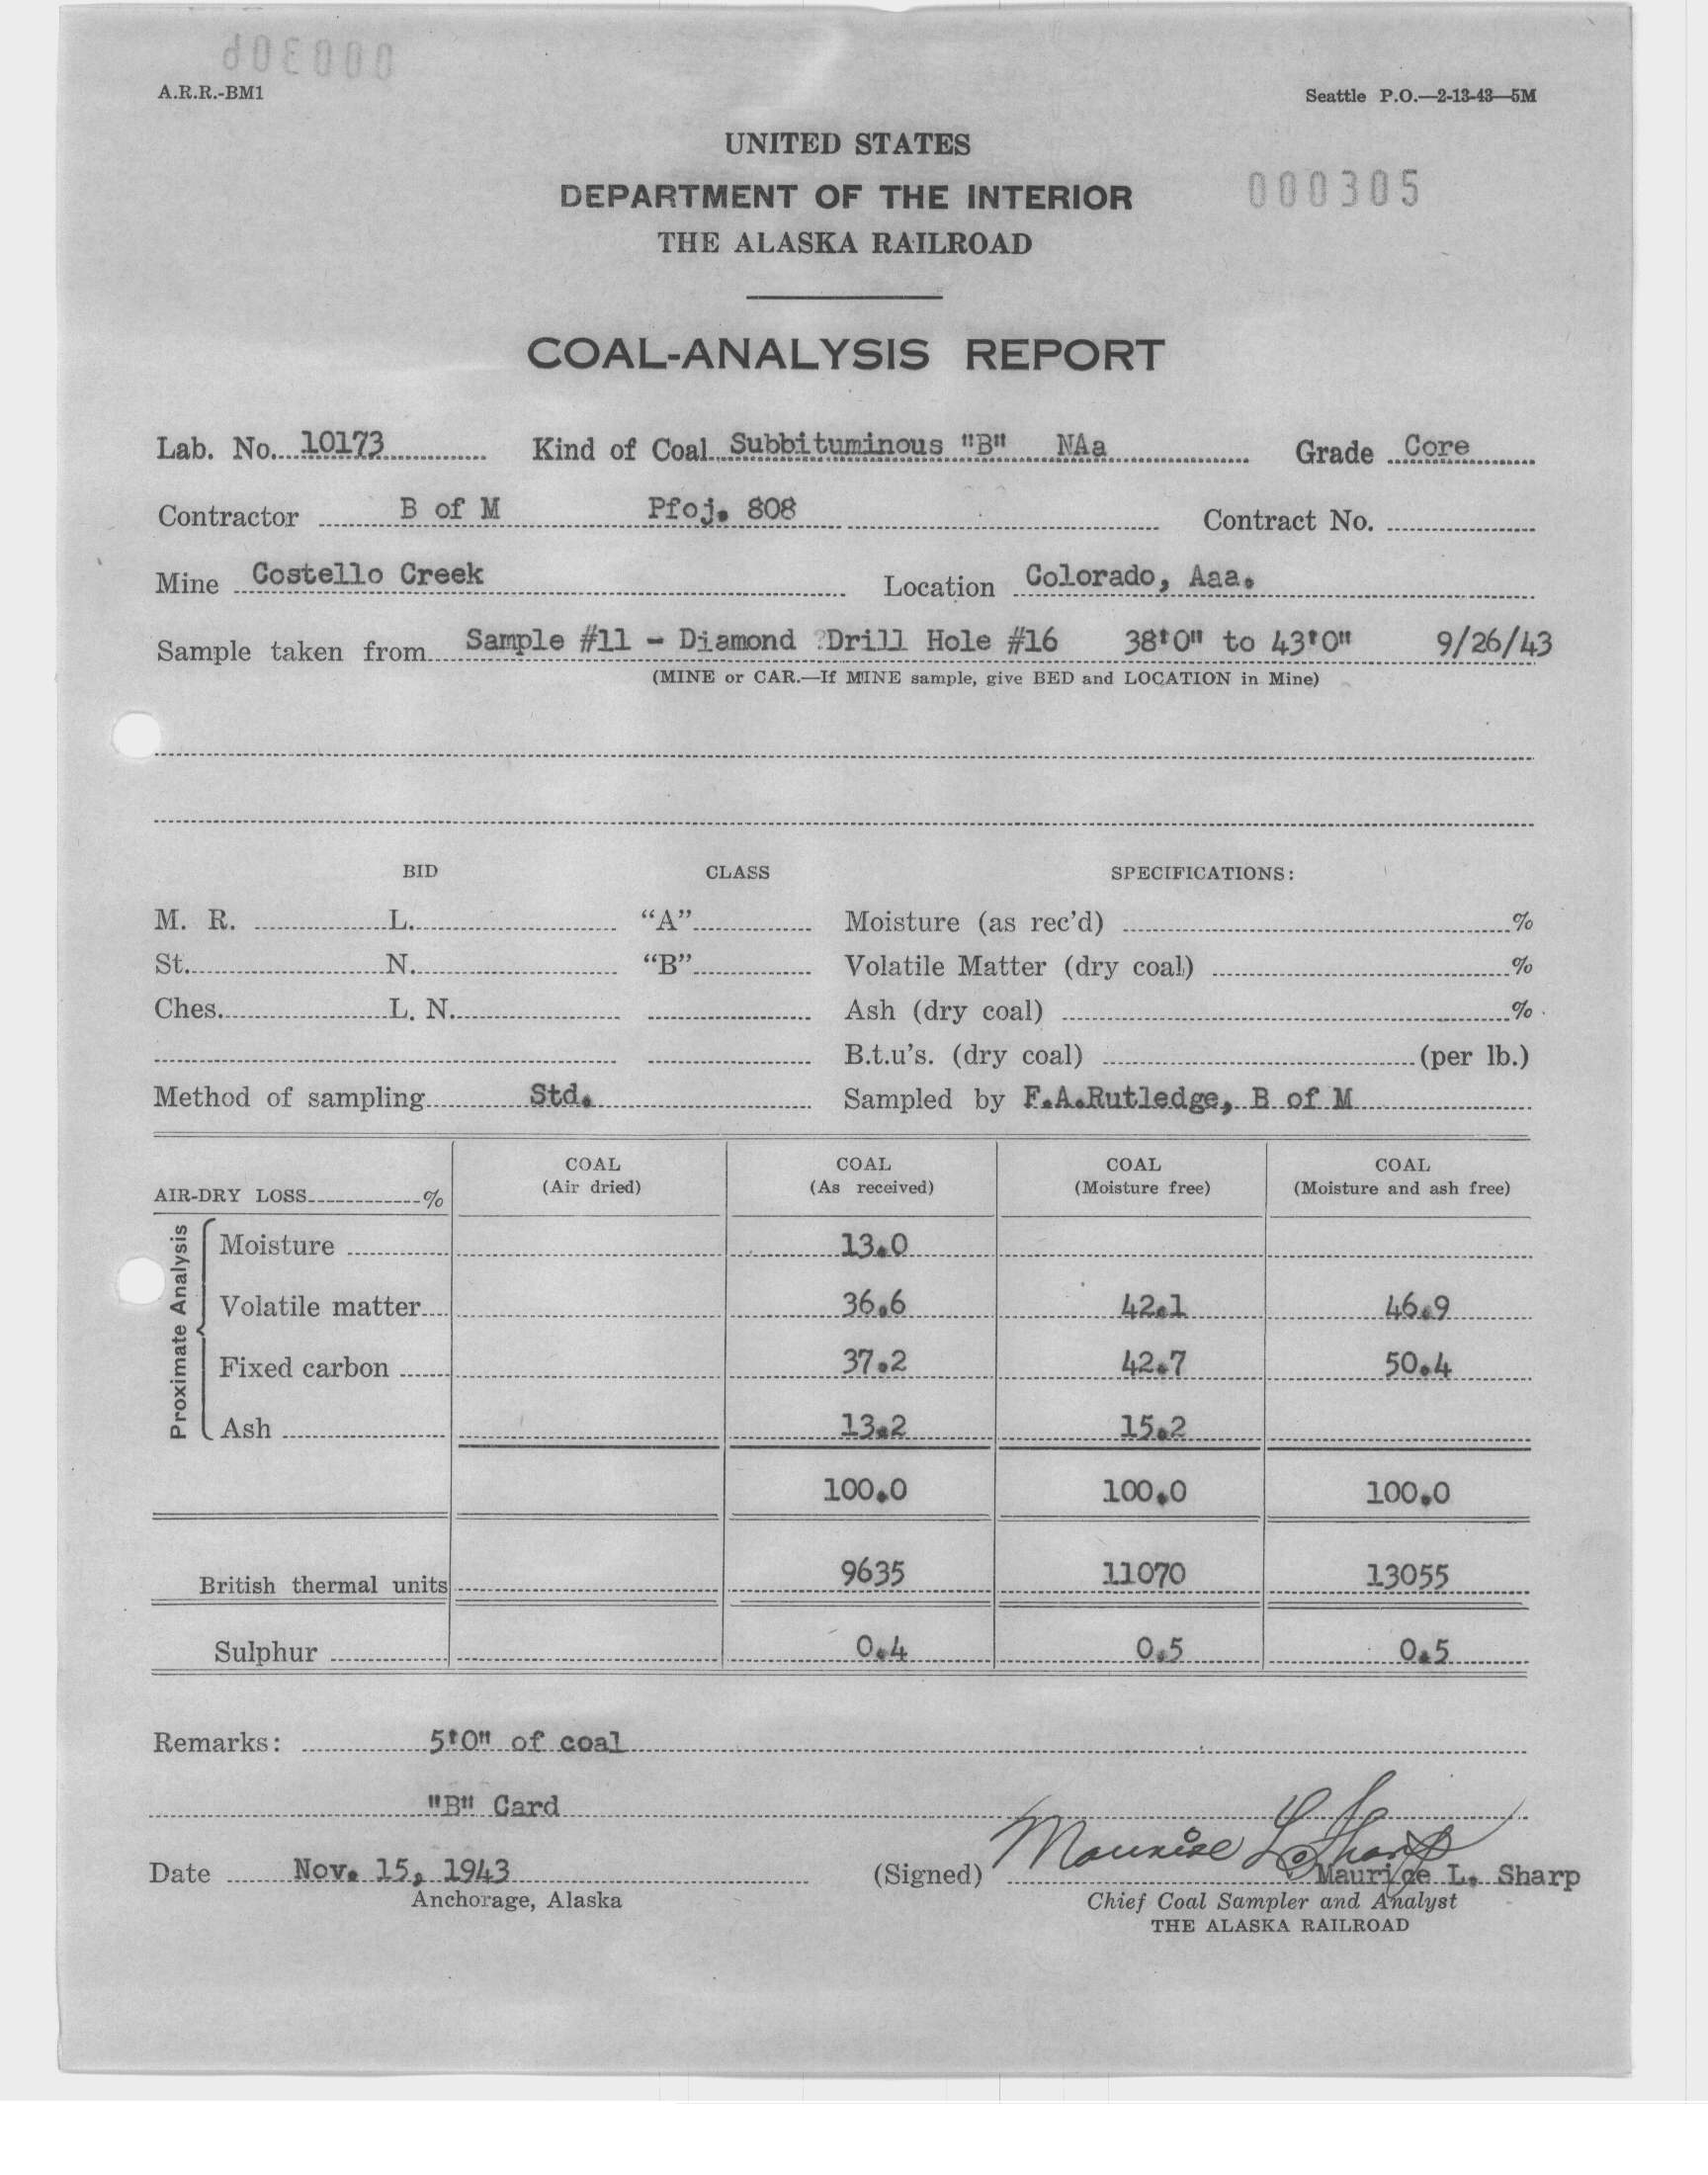 000306
A.R.R.-BM1 Seattle P.O.—2-13-43—5M
UNITED STATES
DEPARTMENT OF THE INTERIOR 000305
THE ALASKA RAILROAD
COAL-ANALYSIS REPORT
Lab. No. 10173 Kind of Coal Subbituminous "B" NAa Grade Core
Contractor B of M Pfoj. 808 Contract No.
Mine Costello Creek Location Colorado, Aaa.
Sample taken from Sample #11 - Diamond ?Drill Hole #16 38'0" to 43'0" 9/26/43
(MINE or CAR.—If MINE sample, give BED and LOCATION in Mine)
BID CLASS SPECIFICATIONS:
M. R. L. "A" Moisture (as rec'd) %
St. N. "B" Volatile Matter (dry coal) %
Ches. L. N. Ash (dry coal) %
B.t.u's. (dry coal) (per lb.)
Method of sampling Std. Sampled by F.A.Rutledge, B of M
COAL COAL COAL COAL
AIR-DRY LOSS % (Air dried) (As received) (Moisture free) (Moisture and ash free)
Proximate Analysis
Moisture 13.0
Volatile matter 36.6 42.1 46.9
Fixed carbon 37.2 42.7 50.4
Ash 13.2 15.2
100.0 100.0 100.0
British thermal units 9635 11070 13055
Sulphur 0.4 0.5 0.5
Remarks: 5'0" of coal
"B" Card
Maurice L. Sharp
Date Nov. 15, 1943 (Signed) Maurice L. Sharp
Anchorage, Alaska Chief Coal Sampler and Analyst
THE ALASKA RAILROAD